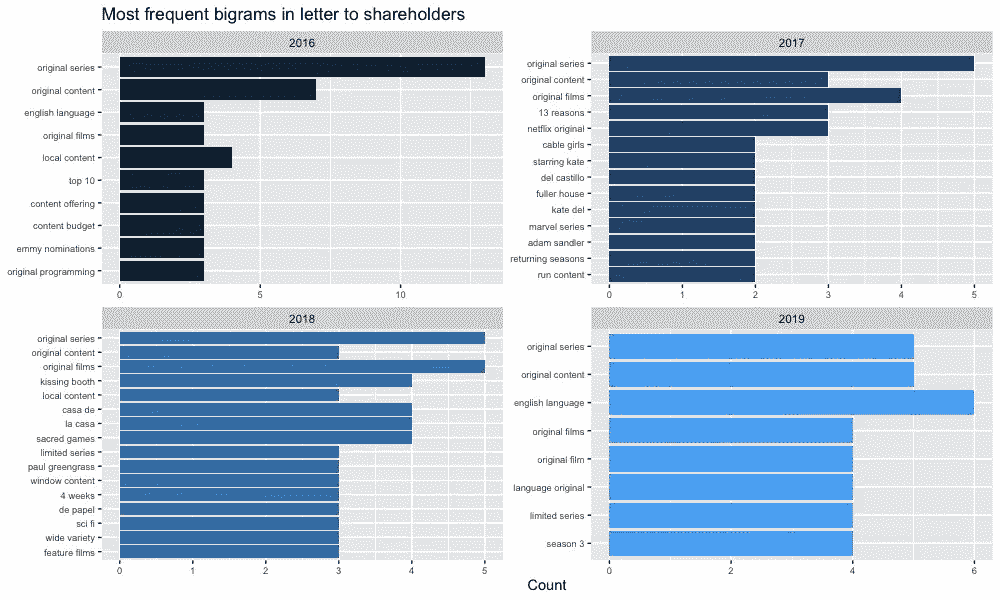 Most frequent bigrams in letter to shareholders
2016
original series
original content
english language
original films
local content
top 10
content offering
content budget
emmy nominations
original programming
0 5 10
2017
original series
original content
original films
13 reasons
netflix original
cable girls
starring kate
del castillo
fuller house
kate del
marvel series
adam sandler
returning seasons
run content
0 1 2 3 4 5
2018
original series
original content
original films
kissing booth
local content
casa de
la casa
sacred games
limited series
paul greengrass
window content
4 weeks
de papel
sci fi
wide variety
feature films
0 1 2 3 4 5
2019
original series
original content
english language
original films
original film
language original
limited series
season 3
0 2 4 6
Count